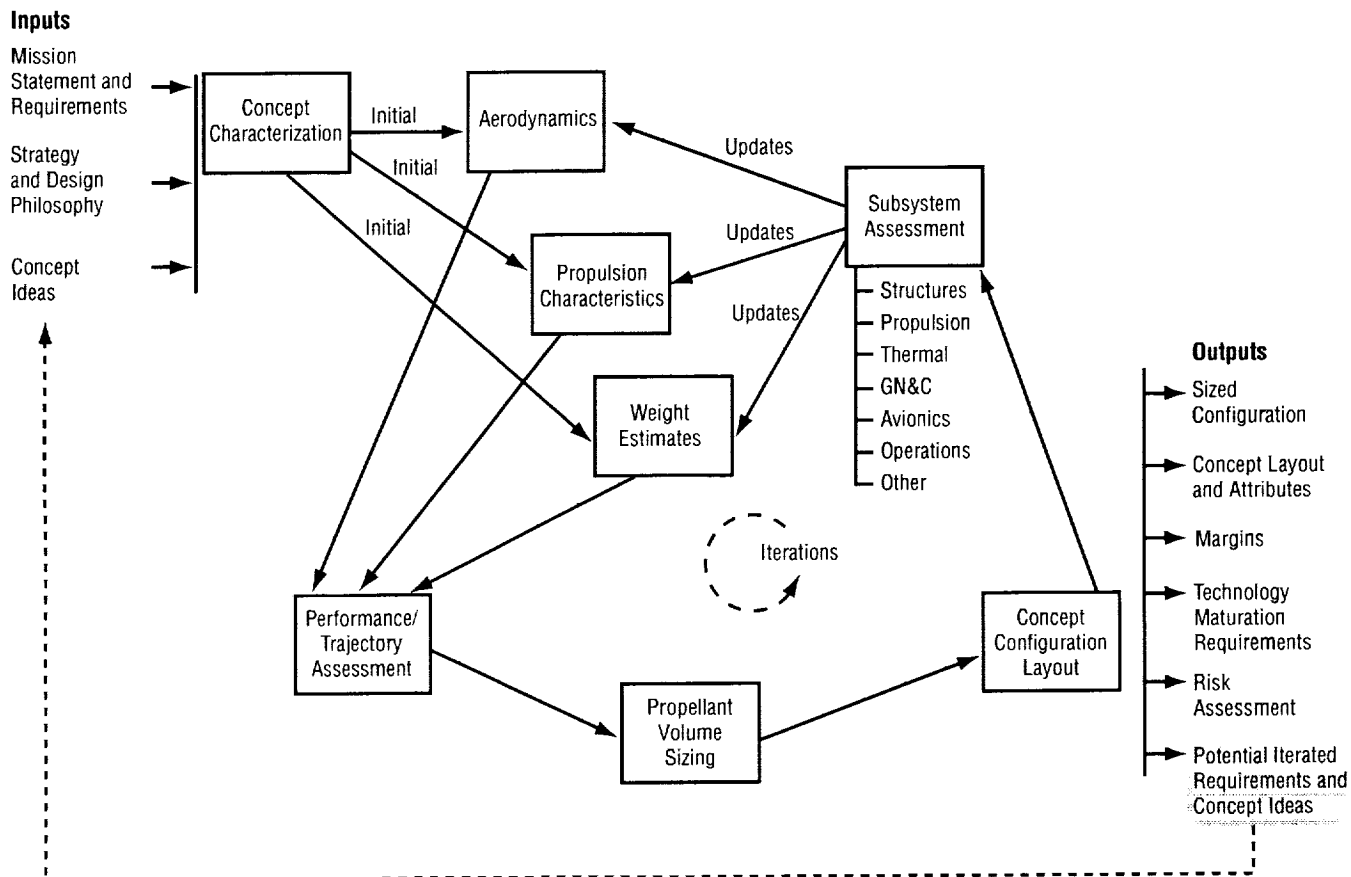 Inputs
Mission
Statement and
Requirements
Strategy
and Design
Philosophy
Concept
Ideas
Concept
Characterization
Initial
Initial
Initial
Aerodynamics
Propulsion
Characteristics
Weight
Estimates
Updates
Updates
Updates
Subsystem
Assessment
Structures
Propulsion
Thermal
GN&C
Avionics
Operations
Other
Iterations
Performance/
Trajectory
Assessment
Propellant
Volume
Sizing
Concept
Configuration
Layout
Outputs
Sized
Configuration
Concept Layout
and Attributes
Margins
Technology
Maturation
Requirements
Risk
Assessment
Potential Iterated
Requirements and
Concept Ideas